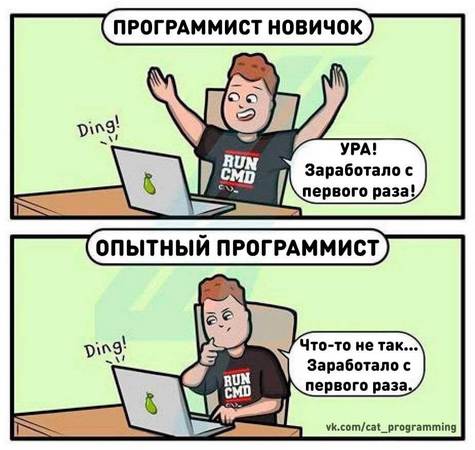 ПРОГРАММИСТ НОВИЧОК
Ding!
RUN
CMD
УРА!
Заработало с
первого раза!
ОПЫТНЫЙ ПРОГРАММИСТ
Ding!
RUN
CMD
Что-то не так...
Заработало с
первого раза.
vk.com/cat_programming